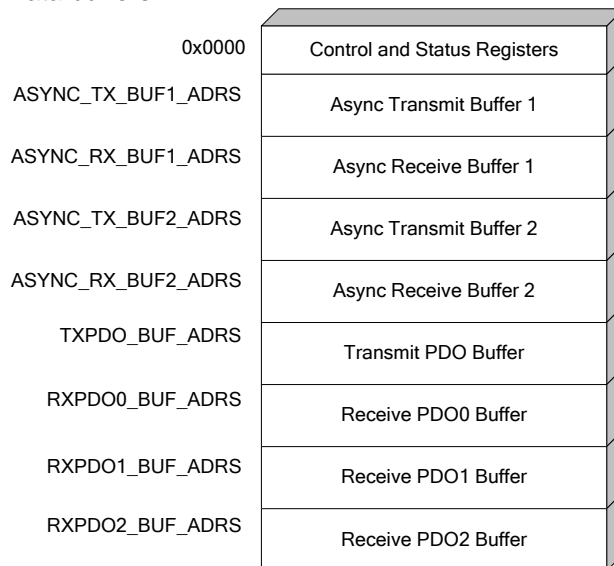 0x0000 Control and Status Registers
ASYNC_TX_BUF1_ADRS Async Transmit Buffer 1
ASYNC_RX_BUF1_ADRS Async Receive Buffer 1
ASYNC_TX_BUF2_ADRS Async Transmit Buffer 2
ASYNC_RX_BUF2_ADRS Async Receive Buffer 2
TXPDO_BUF_ADRS Transmit PDO Buffer
RXPDO0_BUF_ADRS Receive PDO0 Buffer
RXPDO1_BUF_ADRS Receive PDO1 Buffer
RXPDO2_BUF_ADRS Receive PDO2 Buffer